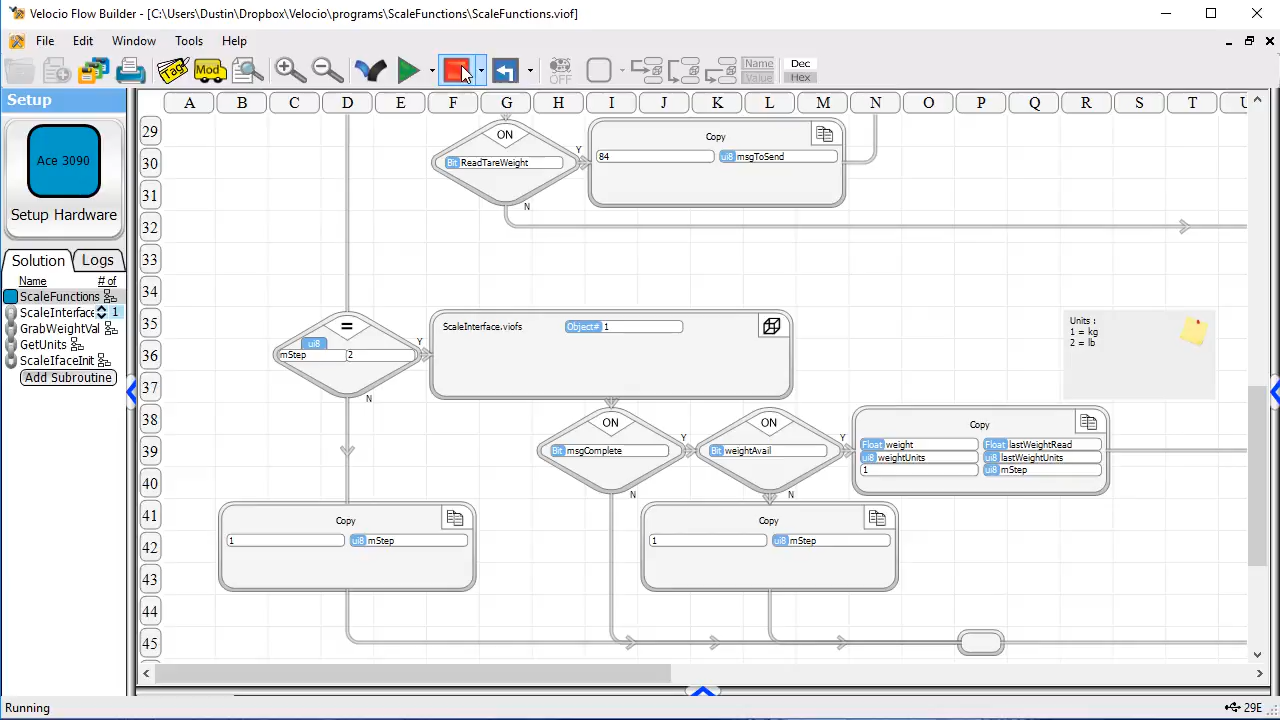 Velocio Flow Builder - [C:\Users\Dustin\Dropbox\Velocio\programs\ScaleFunctions\ScaleFunctions.viof]
File Edit Window Tools Help
Tag Mod OFF Name Value Dec Hex
Setup
Ace 3090
Setup Hardware
Solution Logs
Name # of
ScaleFunctions
ScaleInterface 1
GrabWeightVal
GetUnits
ScaleIfaceInit
Add Subroutine
A B C D E F G H I J K L M N O P Q R S T U
29
30
31
32
33
34
35
36
37
38
39
40
41
42
43
44
45
ON
Bit ReadTareWeight
Y
N
Copy
84 ui8 msgToSend
=
ui8
mStep 2
Y
N
ScaleInterface.viofs Object# 1
Units :
1 = kg
2 = lb
ON
Bit msgComplete
Y
N
ON
Bit weightAvail
Y
N
Copy
Float weight Float lastWeightRead
ui8 weightUnits ui8 lastWeightUnits
1 ui8 mStep
Copy
1 ui8 mStep
Copy
1 ui8 mStep
Running
29E